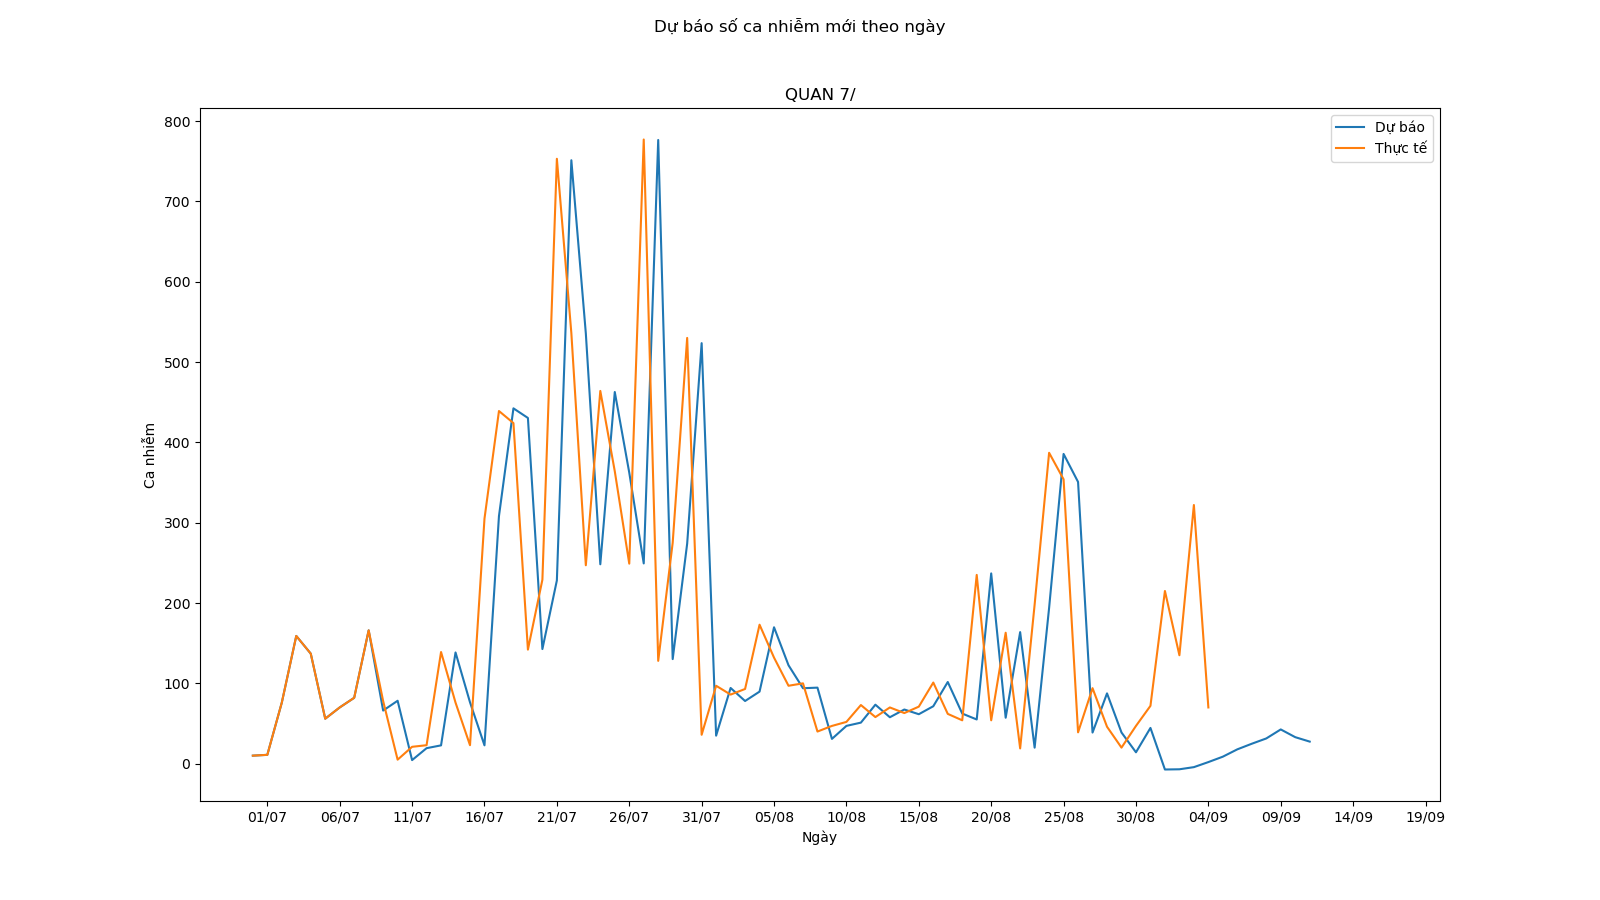 Dự báo số ca nhiễm mới theo ngày
QUAN 7/
Dự báo
Thực tế
800
700
600
500
400
300
200
100
0
Ca nhiễm
01/07 06/07 11/07 16/07 21/07 26/07 31/07 05/08 10/08 15/08 20/08 25/08 30/08 04/09 09/09 14/09 19/09
Ngày